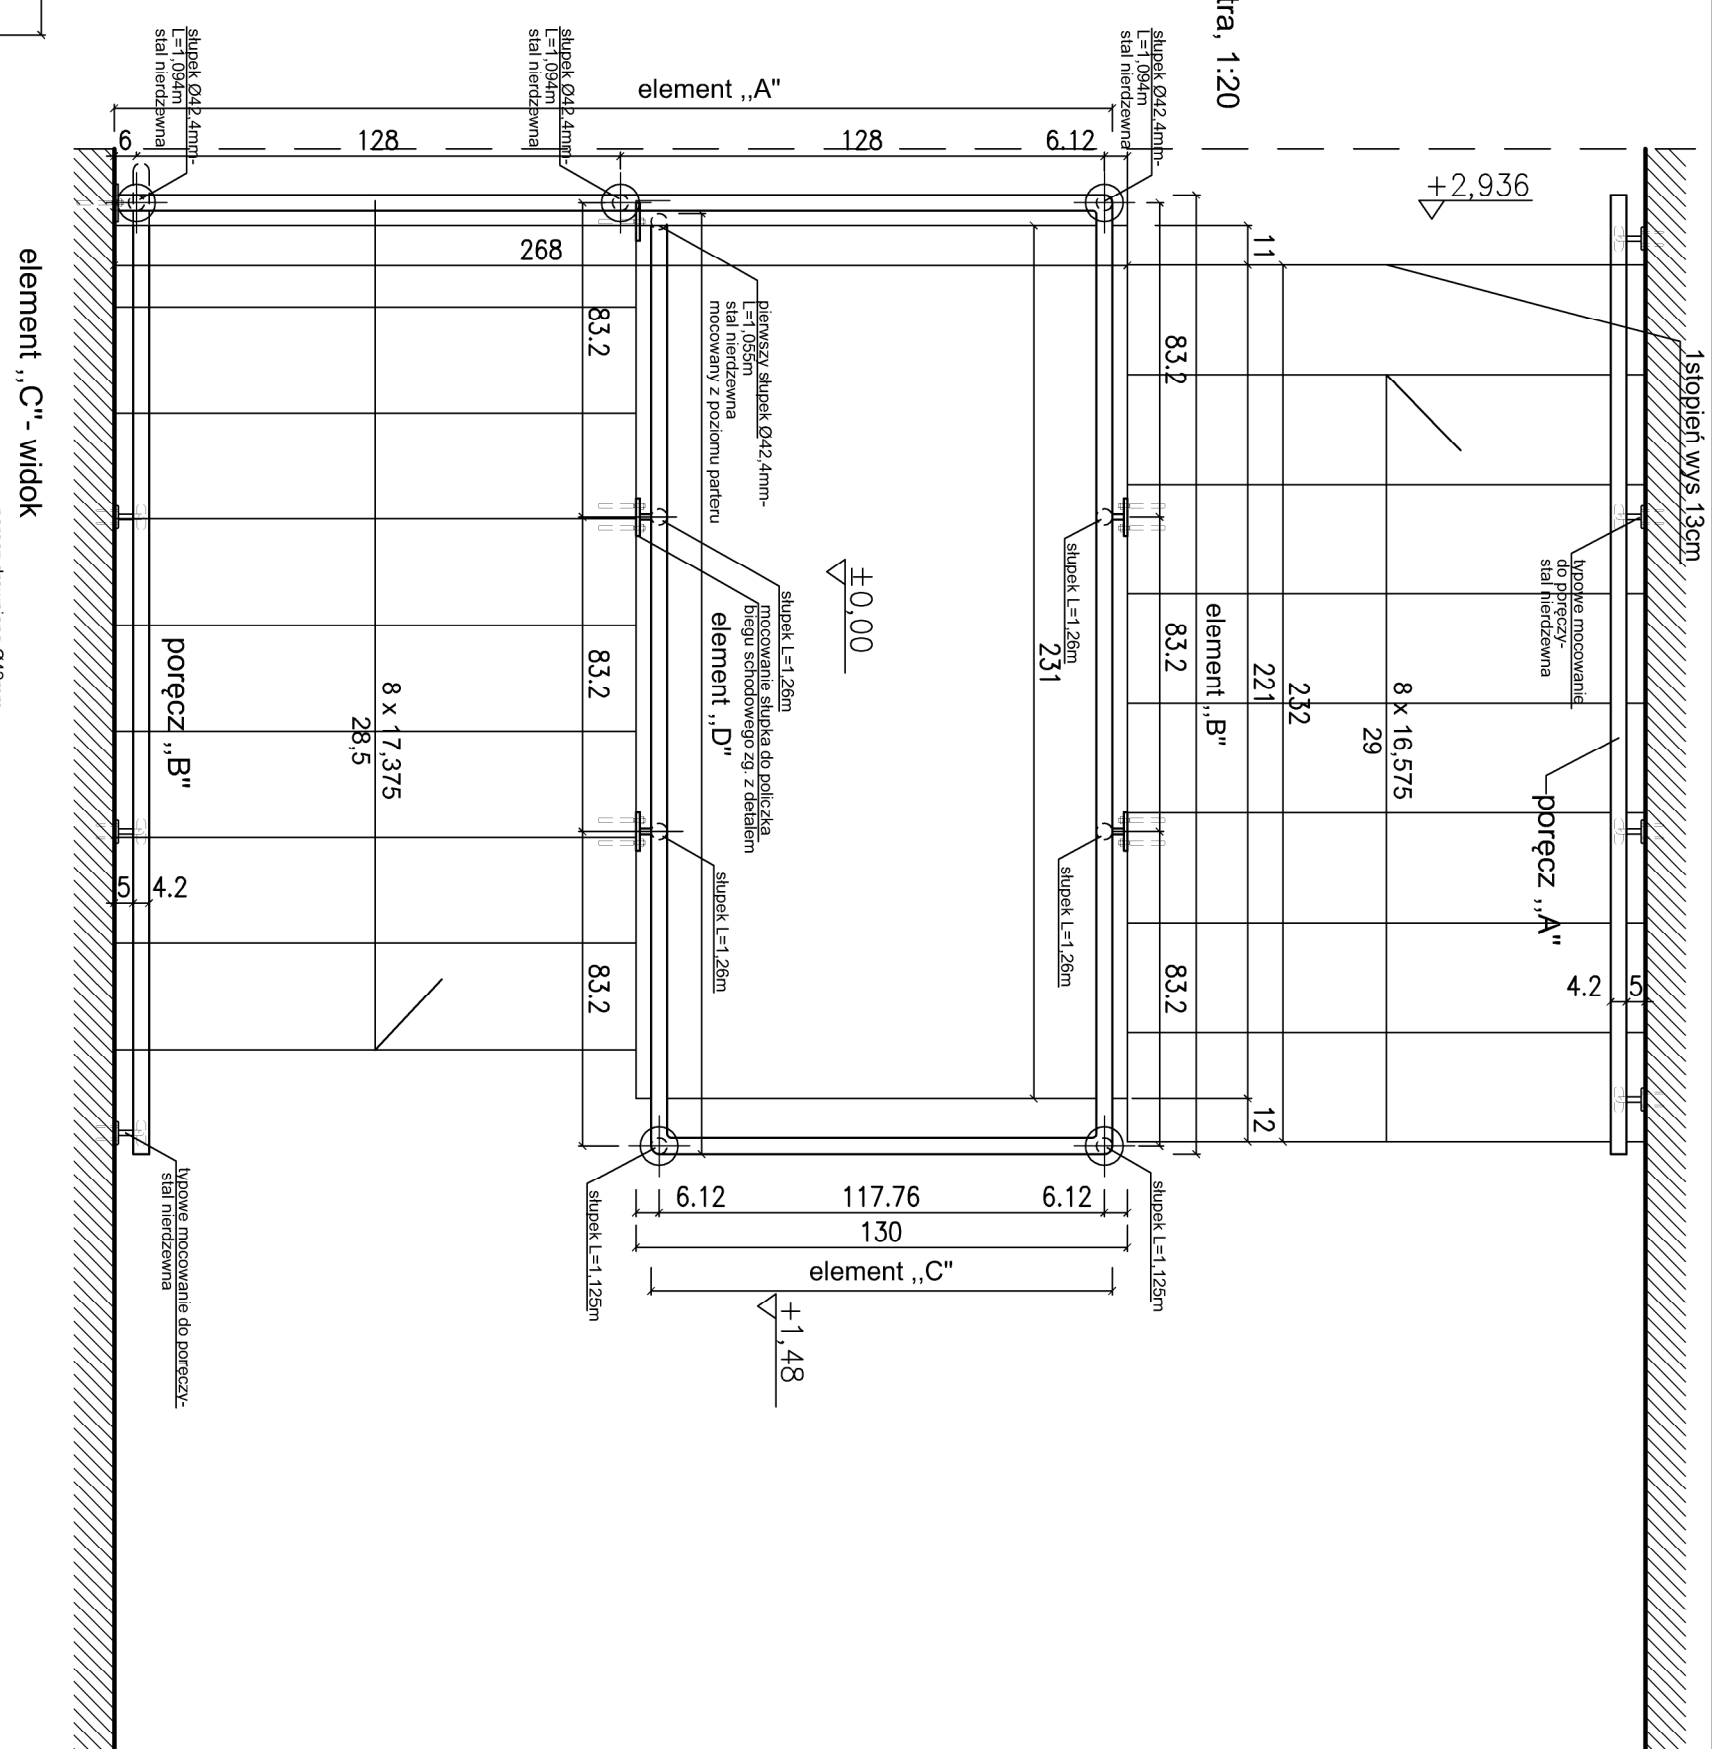 tra, 1:20
słupek Ø42,4mm-
L=1,094m
stal nierdzewna
słupek Ø42,4mm-
L=1,094m
stal nierdzewna
słupek Ø42,4mm-
L=1,094m
stal nierdzewna
element ,,A"
6
128
128
6.12
+2,936
268
11
1stopień wys 13cm
element ,,C"- widok
83.2
83.2
pierwszy słupek Ø42,4mm-
L=1,055m
stal nierdzewna
mocowany z poziomu parteru
±0,00
słupek L=1,26m
typowe mocowanie
do poręczy-
stal nierdzewna
słupek L=1,26m
mocowanie słupka do policzka
biegu schodowego zg. z detalem
element ,,D"
element ,,B"
231
83.2
83.2
221
232
8 x 16,575
29
poręcz ,,B"
8 x 17,375
28,5
poręcz ,,A"
5
4.2
słupek L=1,26m
słupek L=1,26m
83.2
83.2
4.2
5
12
typowe mocowanie do poręczy-
stal nierdzewna
słupek L=1,125m
6.12
117.76
6.12
słupek L=1,125m
130
element ,,C"
+1,48